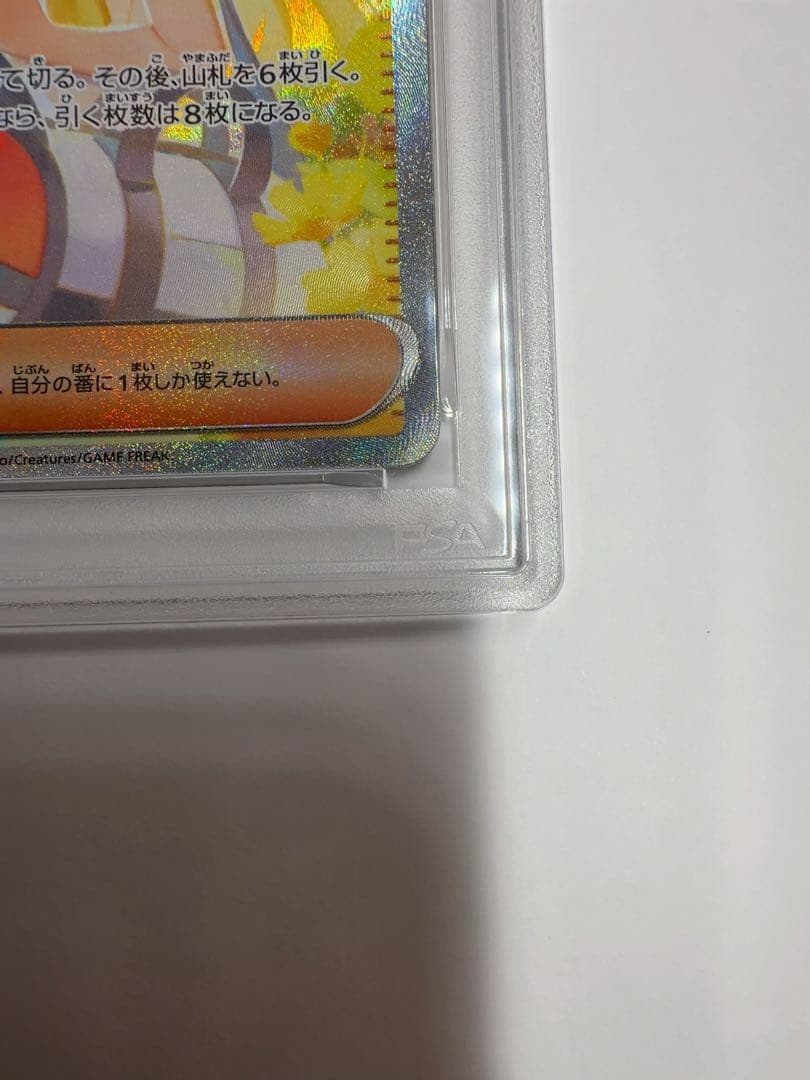 て切る。その後、山札を6枚引く。
なら、引く枚数は8枚になる。
、自分の番に1枚しか使えない。
o/Creatures/GAME FREAK
PSA